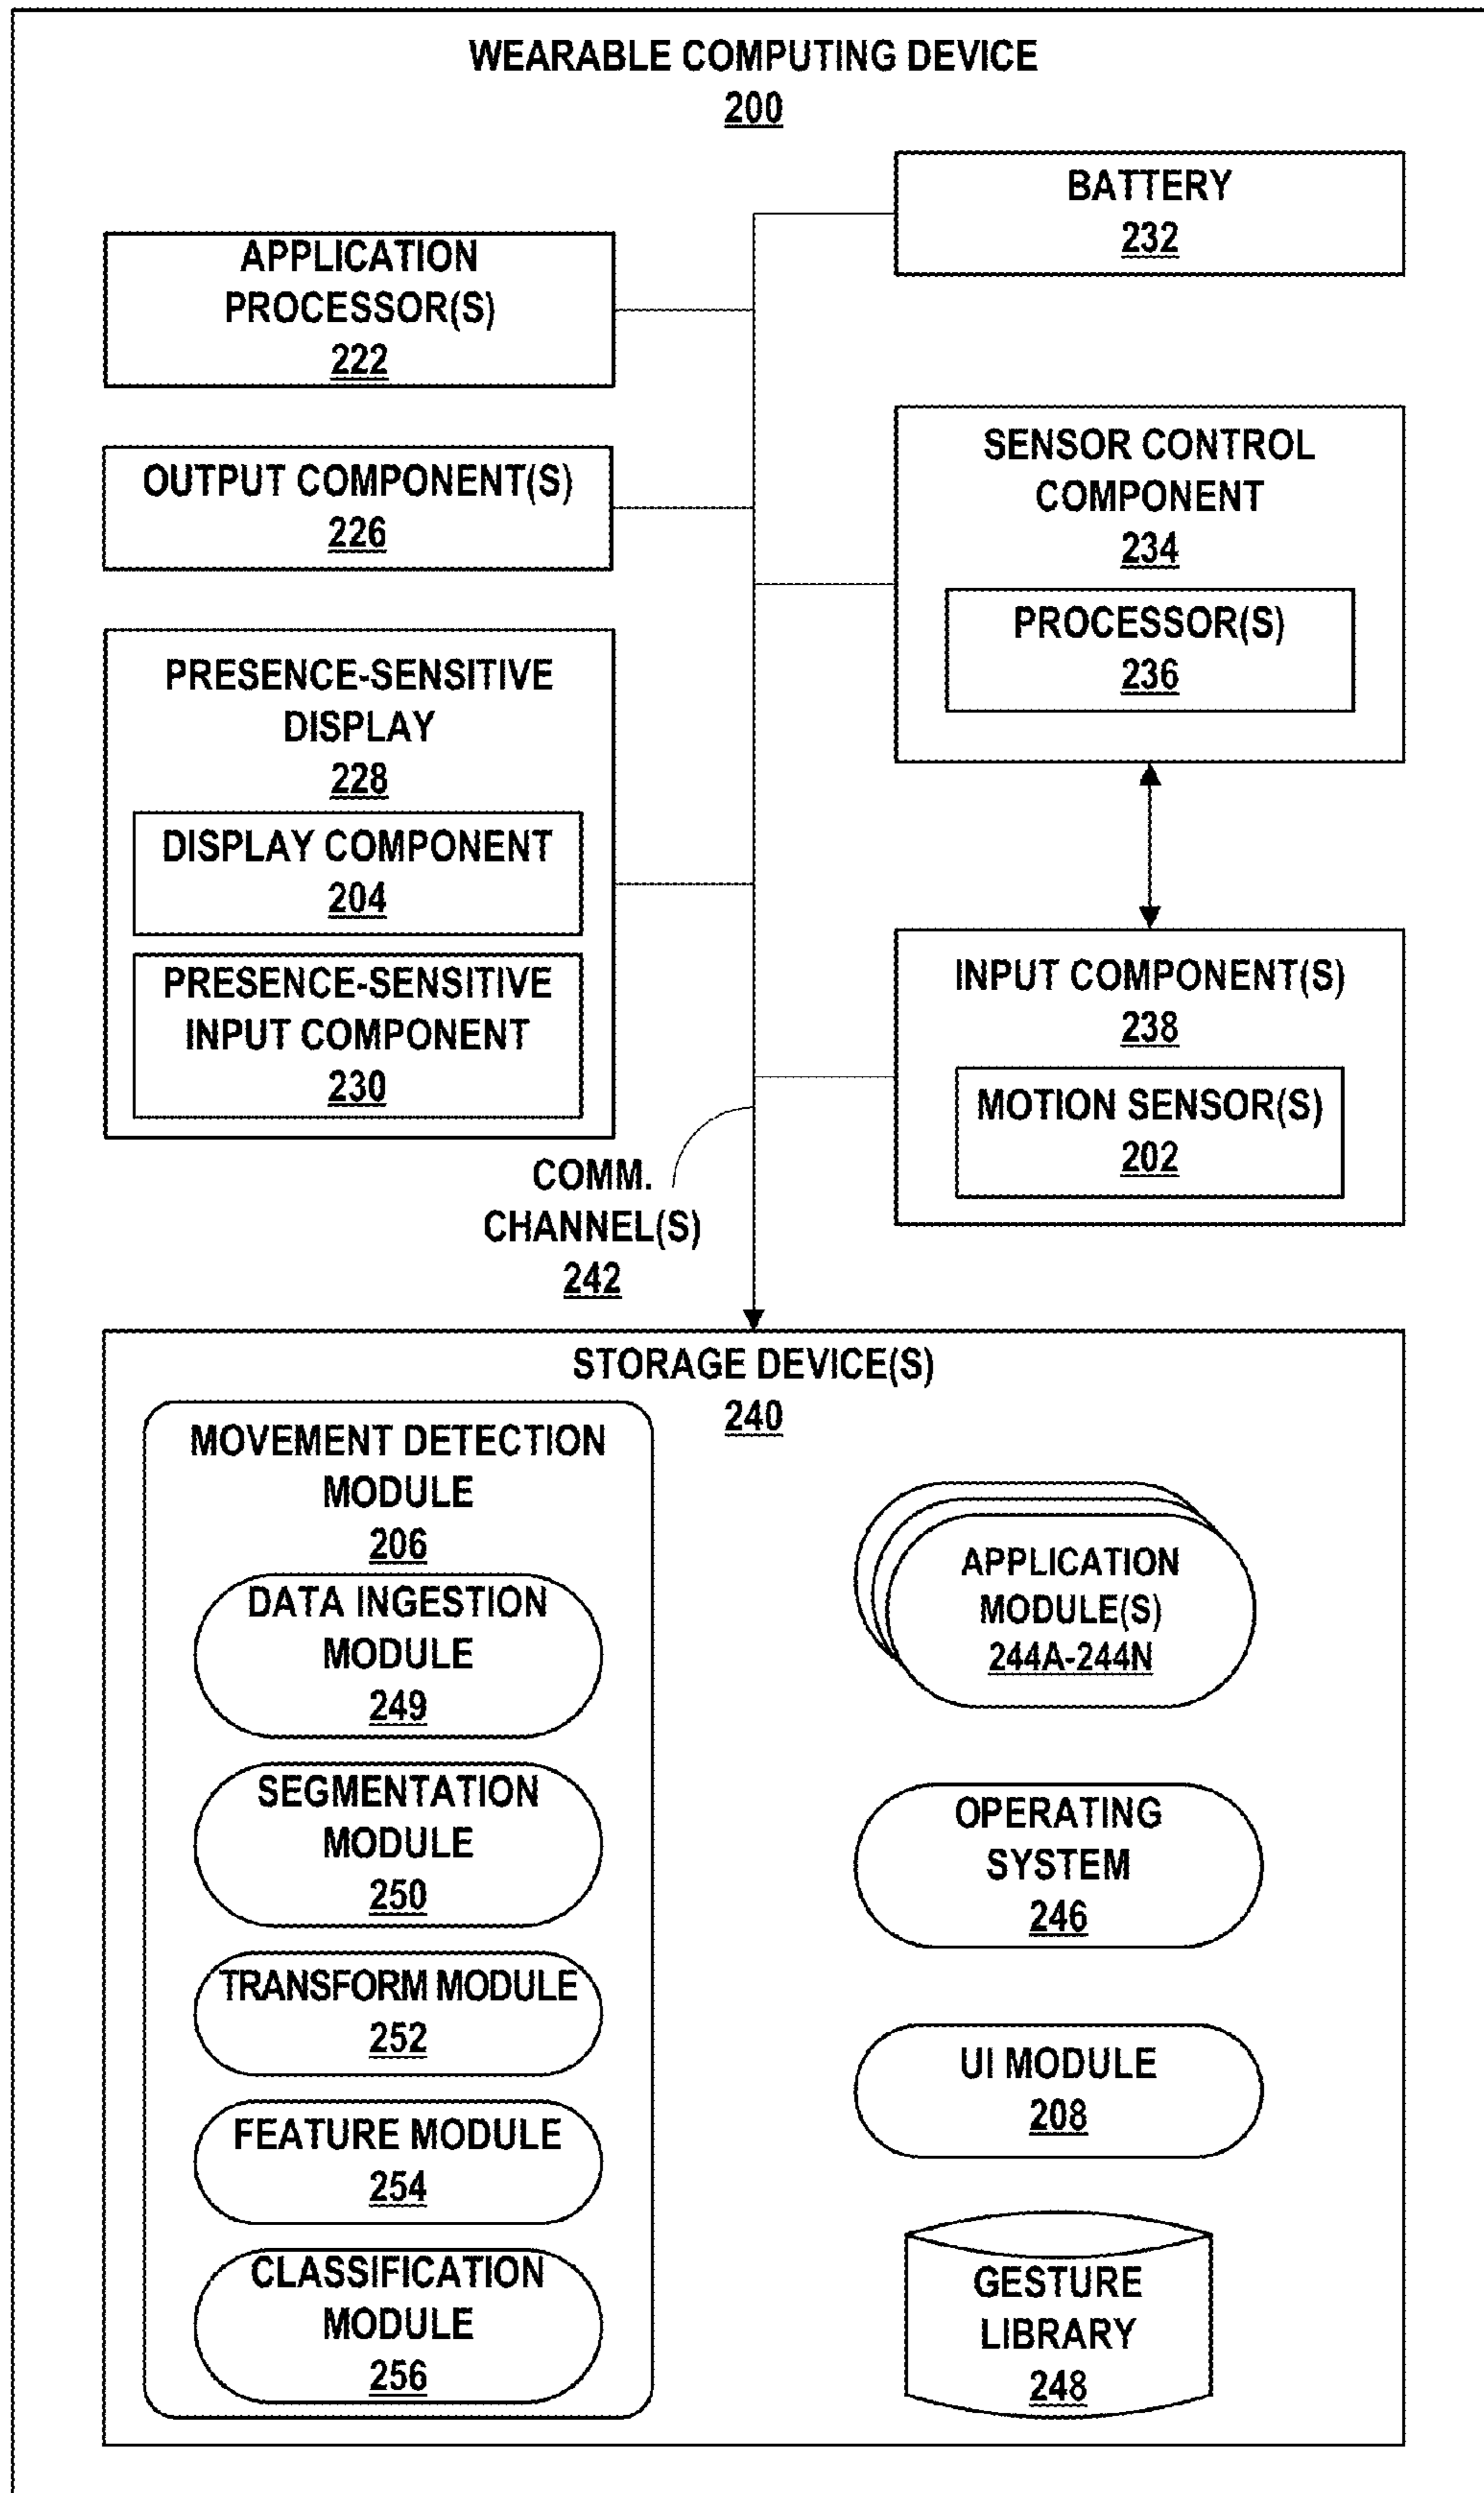 WEARABLE COMPUTING DEVICE
200
BATTERY
232
APPLICATION
PROCESSOR(S)
222
SENSOR CONTROL
COMPONENT
234
PROCESSOR(S)
236
OUTPUT COMPONENT(S)
226
PRESENCE-SENSITIVE
DISPLAY
228
DISPLAY COMPONENT
204
PRESENCE-SENSITIVE
INPUT COMPONENT
230
INPUT COMPONENT(S)
238
MOTION SENSOR(S)
202
COMM.
CHANNEL(S)
242
STORAGE DEVICE(S)
240
MOVEMENT DETECTION
MODULE
206
DATA INGESTION
MODULE
249
SEGMENTATION
MODULE
250
TRANSFORM MODULE
252
FEATURE MODULE
254
CLASSIFICATION
MODULE
256
APPLICATION
MODULE(S)
244A-244N
OPERATING
SYSTEM
246
UI MODULE
208
GESTURE
LIBRARY
248